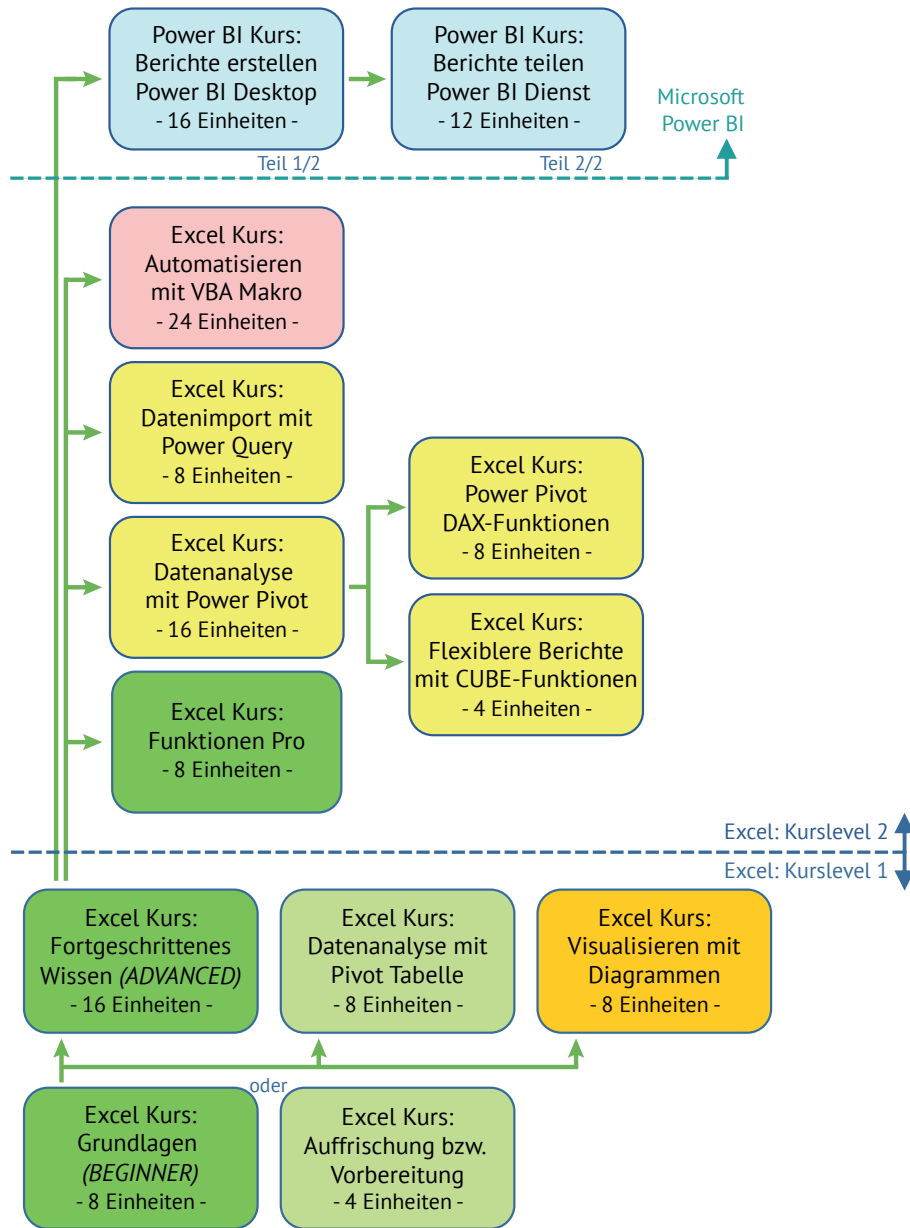 Power BI Kurs:
Berichte erstellen
Power BI Desktop
- 16 Einheiten -
Teil 1/2
Power BI Kurs:
Berichte teilen
Power BI Dienst
- 12 Einheiten -
Teil 2/2
Microsoft
Power BI
Excel Kurs:
Automatisieren
mit VBA Makro
- 24 Einheiten -
Excel Kurs:
Datenimport mit
Power Query
- 8 Einheiten -
Excel Kurs:
Datenanalyse
mit Power Pivot
- 16 Einheiten -
Excel Kurs:
Power Pivot
DAX-Funktionen
- 8 Einheiten -
Excel Kurs:
Flexiblere Berichte
mit CUBE-Funktionen
- 4 Einheiten -
Excel Kurs:
Funktionen Pro
- 8 Einheiten -
Excel: Kurslevel 2
Excel: Kurslevel 1
Excel Kurs:
Fortgeschrittenes
Wissen (ADVANCED)
- 16 Einheiten -
Excel Kurs:
Datenanalyse mit
Pivot Tabelle
- 8 Einheiten -
Excel Kurs:
Visualisieren mit
Diagrammen
- 8 Einheiten -
oder
Excel Kurs:
Grundlagen
(BEGINNER)
- 8 Einheiten -
Excel Kurs:
Auffrischung bzw.
Vorbereitung
- 4 Einheiten -